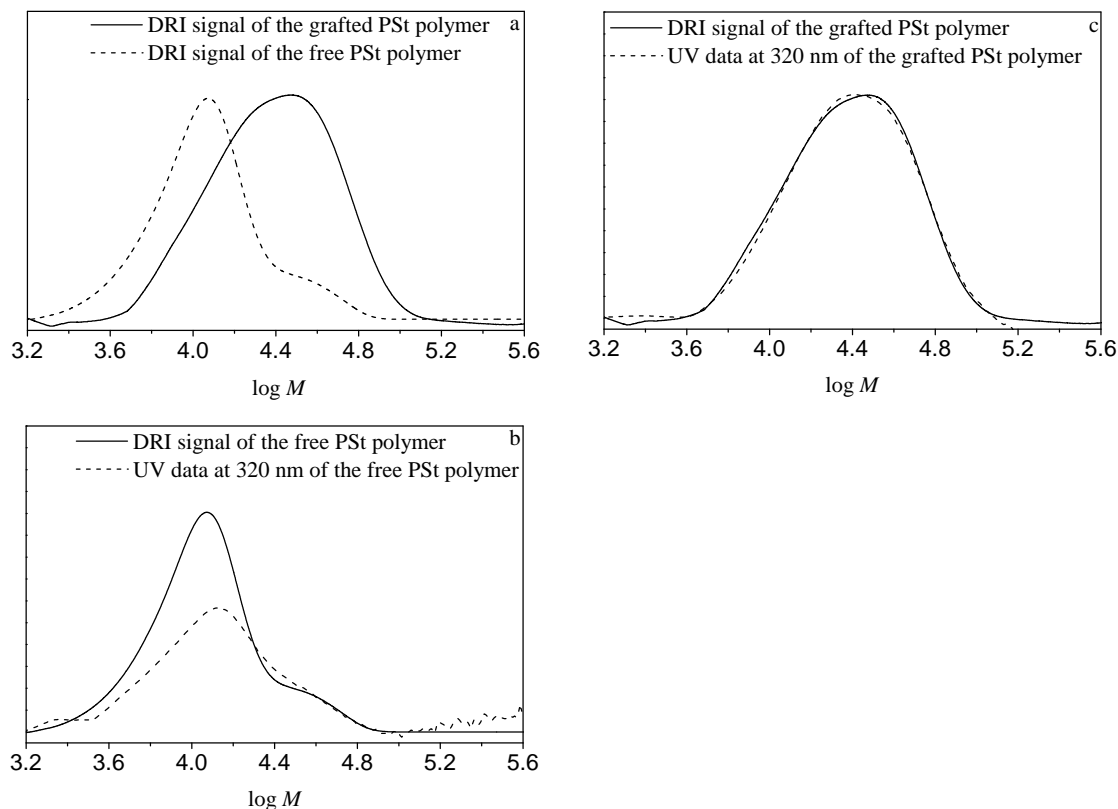 DRI signal of the grafted PSt polymer
DRI signal of the free PSt polymer
a
3.2 3.6 4.0 4.4 4.8 5.2 5.6
log M
DRI signal of the grafted PSt polymer
UV data at 320 nm of the grafted PSt polymer
c
3.2 3.6 4.0 4.4 4.8 5.2 5.6
log M
DRI signal of the free PSt polymer
UV data at 320 nm of the free PSt polymer
b
3.2 3.6 4.0 4.4 4.8 5.2 5.6
log M